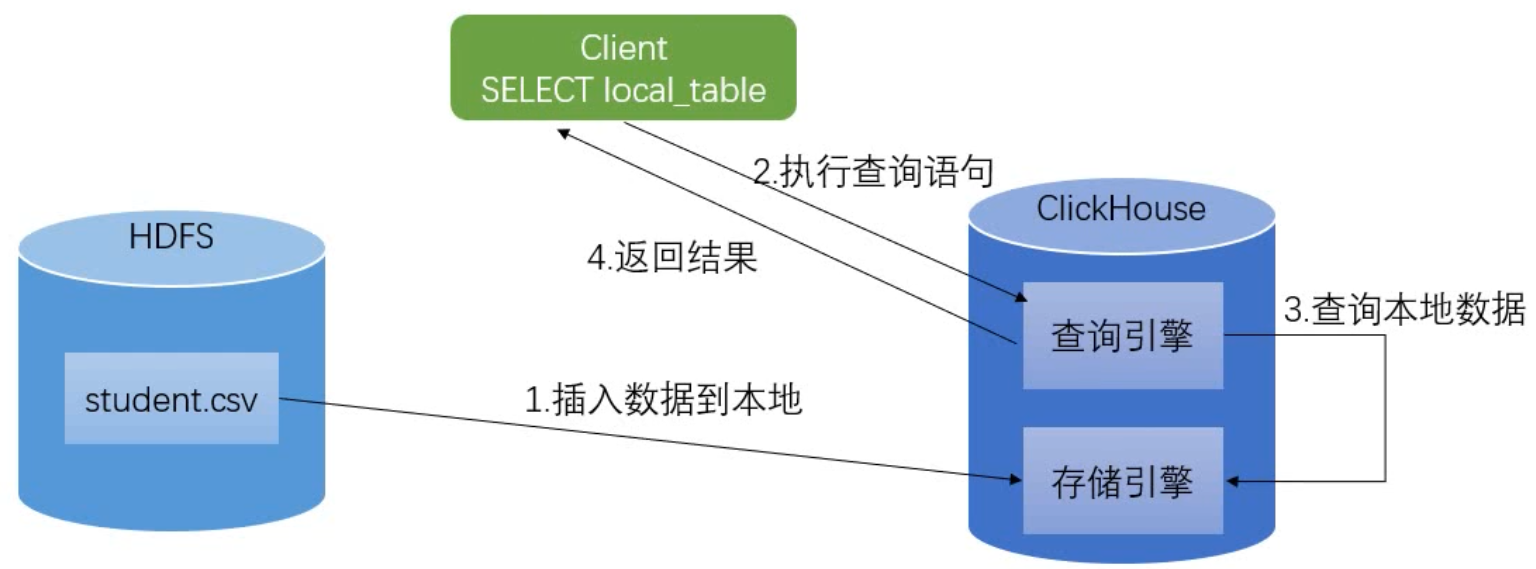 Client
SELECT local_table
2.执行查询语句
ClickHouse
HDFS
4.返回结果
3.查询本地数据
查询引擎
student.csv
1.插入数据到本地
存储引擎